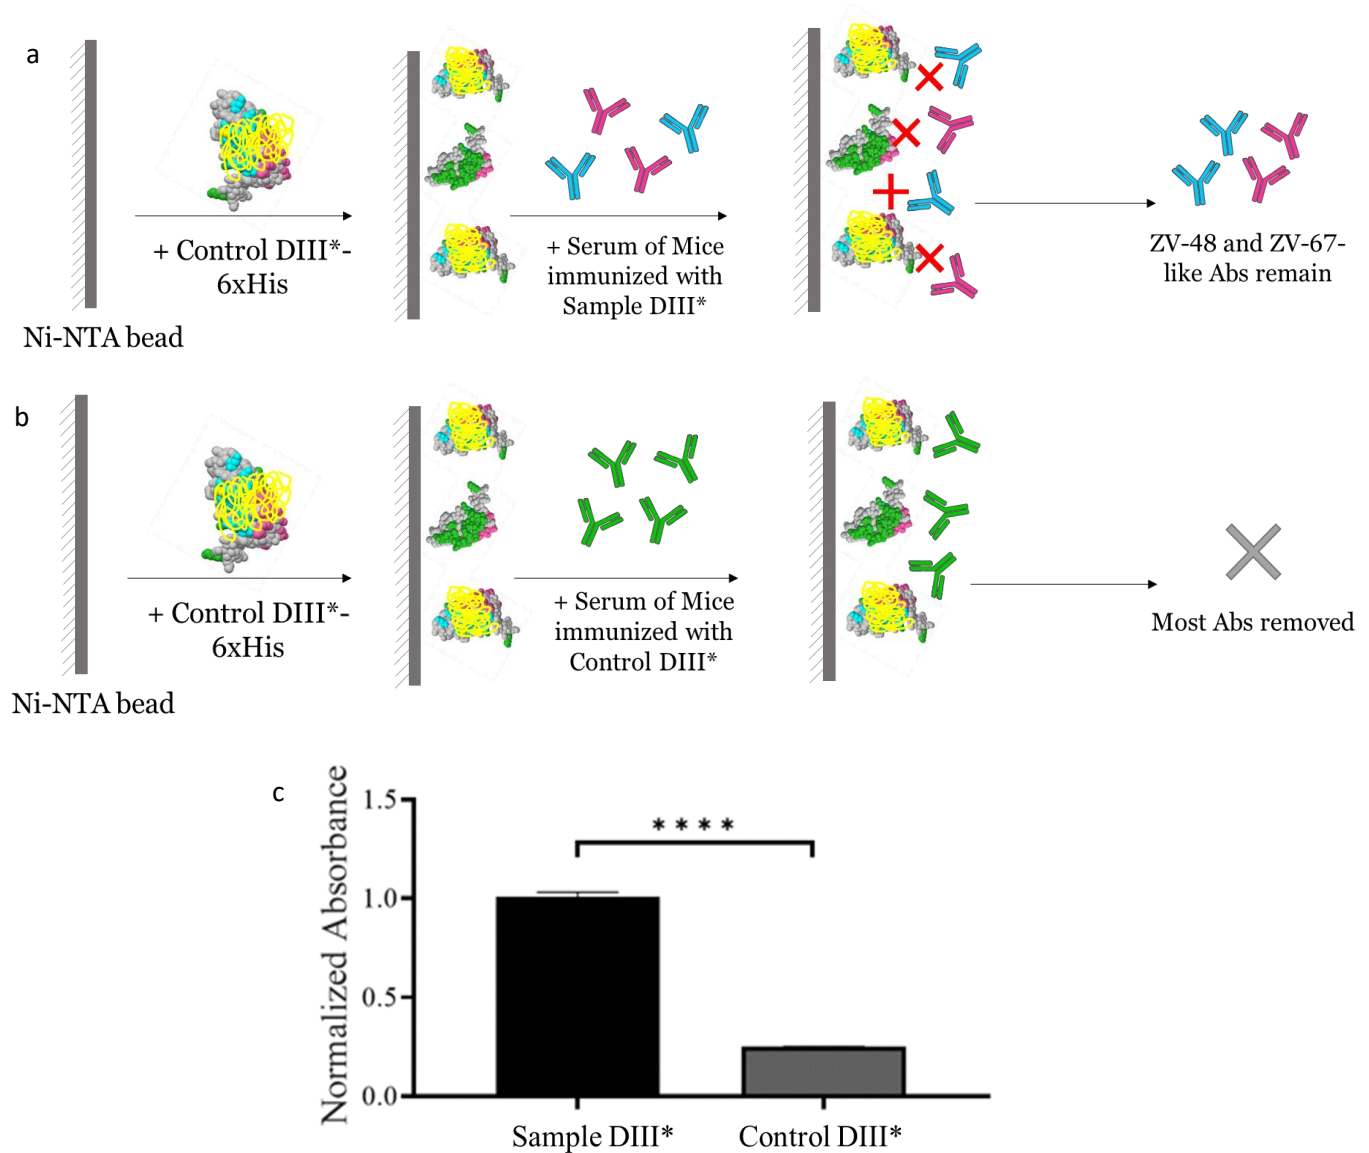 a
+ Control DIII*-
6xHis
Ni-NTA bead
+ Serum of Mice
immunized with
Sample DIII*
ZV-48 and ZV-67-
like Abs remain
b
+ Control DIII*-
6xHis
Ni-NTA bead
+ Serum of Mice
immunized with
Control DIII*
Most Abs removed
c
Normalized Absorbance
1.5
1.0
0.5
0.0
****
Sample DIII*
Control DIII*